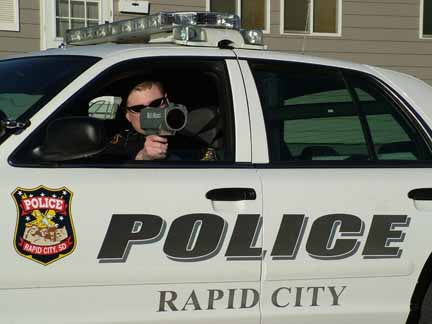 POLICE
RAPID CITY, SD
POLICE
RAPID CITY